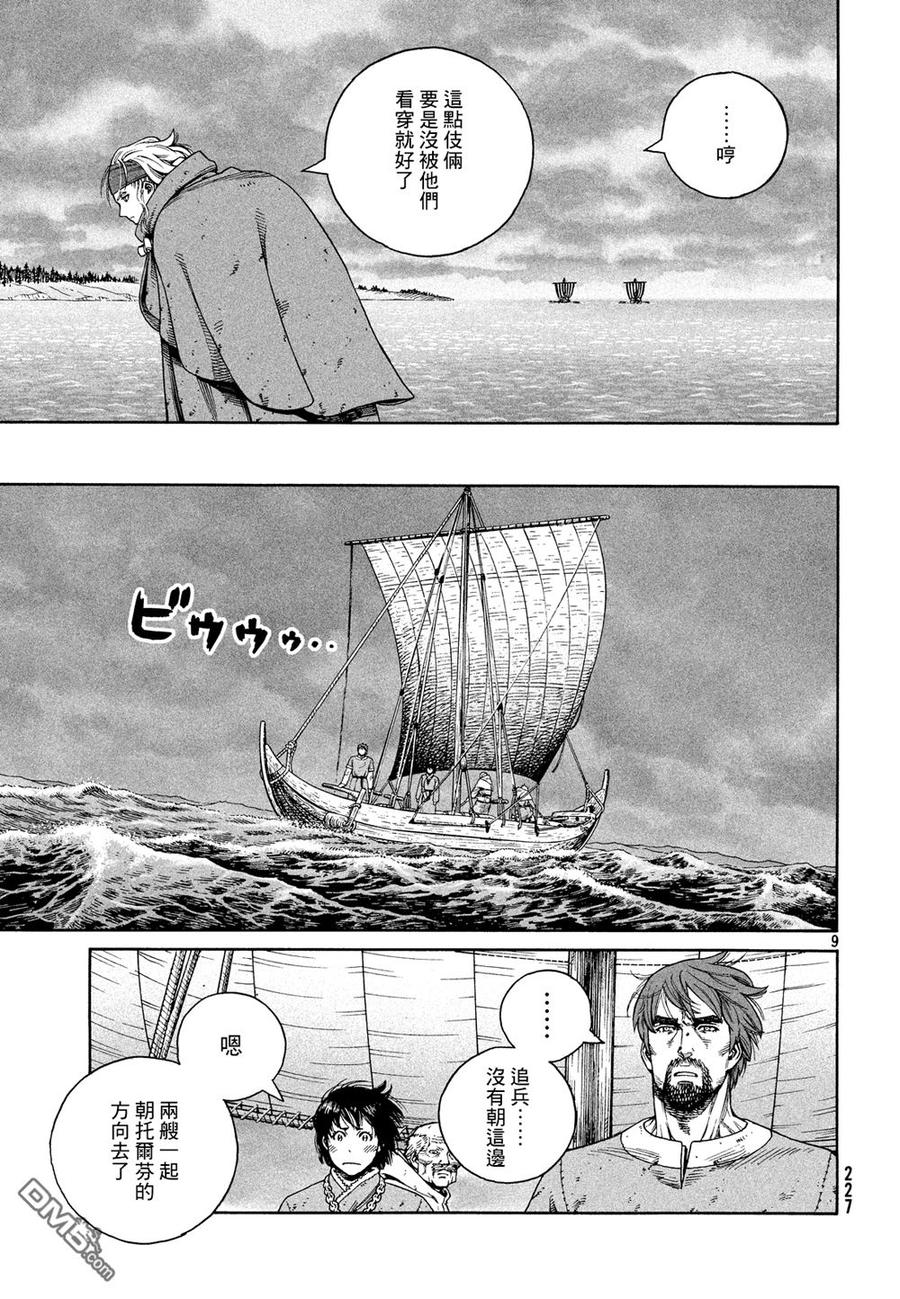 ……
哼
這點伎倆
要是沒被他們
看穿就好了
ビゥゥゥ..
9
……
追兵……
沒有朝這邊
嗯
兩艘一起
朝托爾芬的
方向去了
227
DM5.com